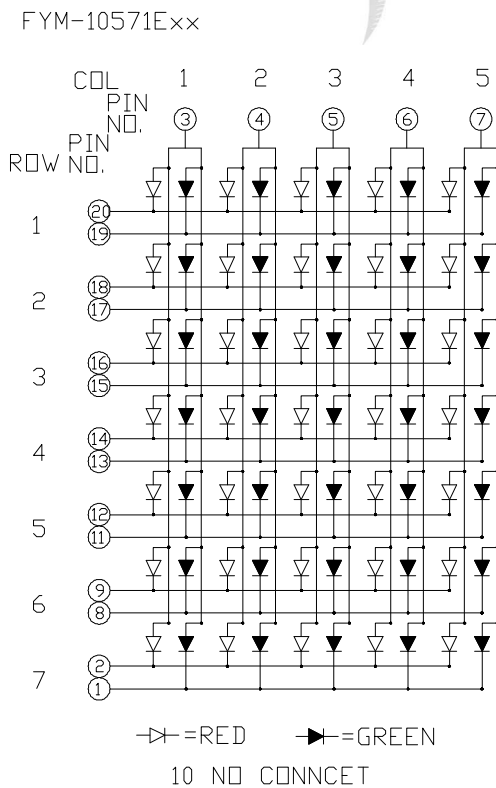 FYM-10571Exx
COL 1 2 3 4 5
PIN NO. 3 4 5 6 7
ROW PIN NO.
1 20
19
2 18
17
3 16
15
4 14
13
5 12
11
6 9
8
7 2
1
=RED =GREEN
10 NO CONNCET